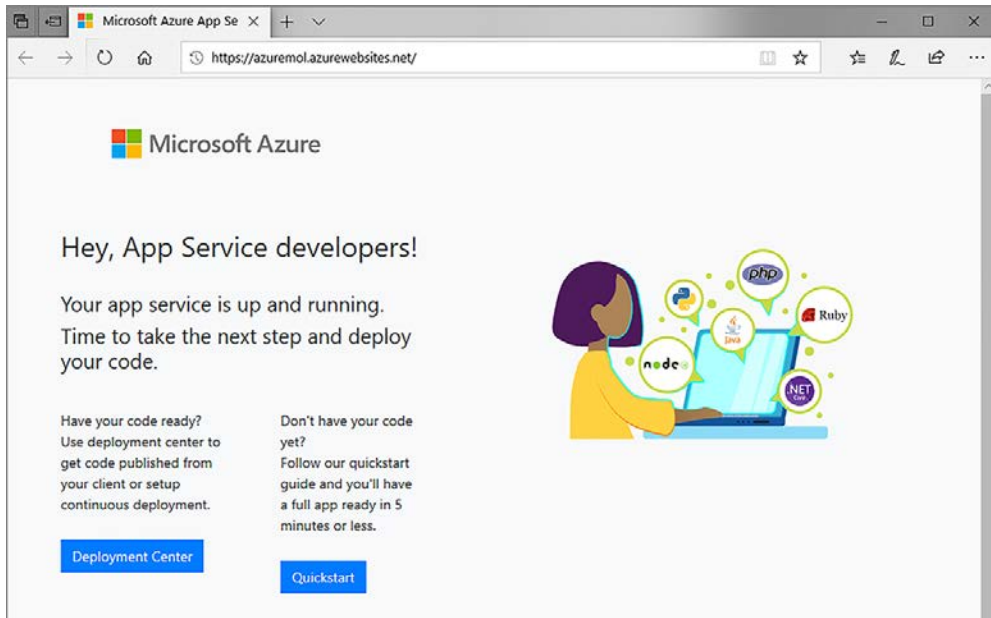 Microsoft Azure App Se
https://azuremol.azurewebsites.net/
Microsoft Azure
Hey, App Service developers!
Your app service is up and running.
Time to take the next step and deploy
your code.
Have your code ready?
Use deployment center to
get code published from
your client or setup
continuous deployment.
Deployment Center
Don't have your code
yet?
Follow our quickstart
guide and you'll have
a full app ready in 5
minutes or less.
Quickstart
php
Ruby
Java
node
.NET
Core